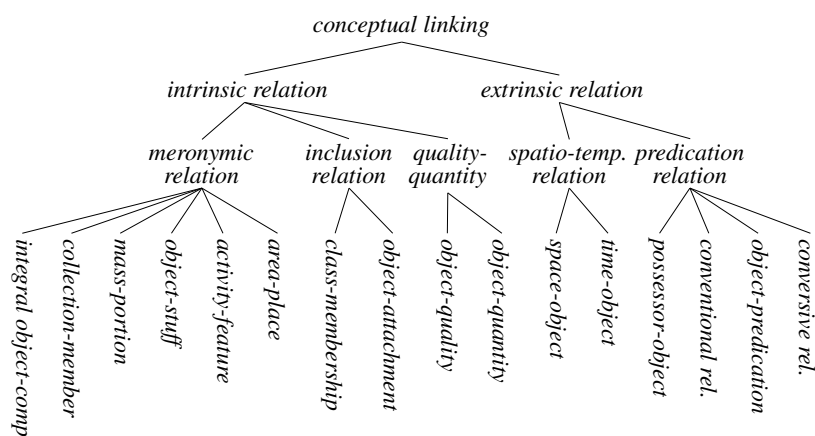 conceptual linking
intrinsic relation
extrinsic relation
meronymic
relation
inclusion
relation
quality-
quantity
spatio-temp.
relation
predication
relation
integral object-comp
collection-member
mass-portion
object-stuff
activity-feature
area-place
class-membership
object-attachment
object-quality
object-quantity
space-object
time-object
possessor-object
conventional rel.
object-predication
conversive rel.